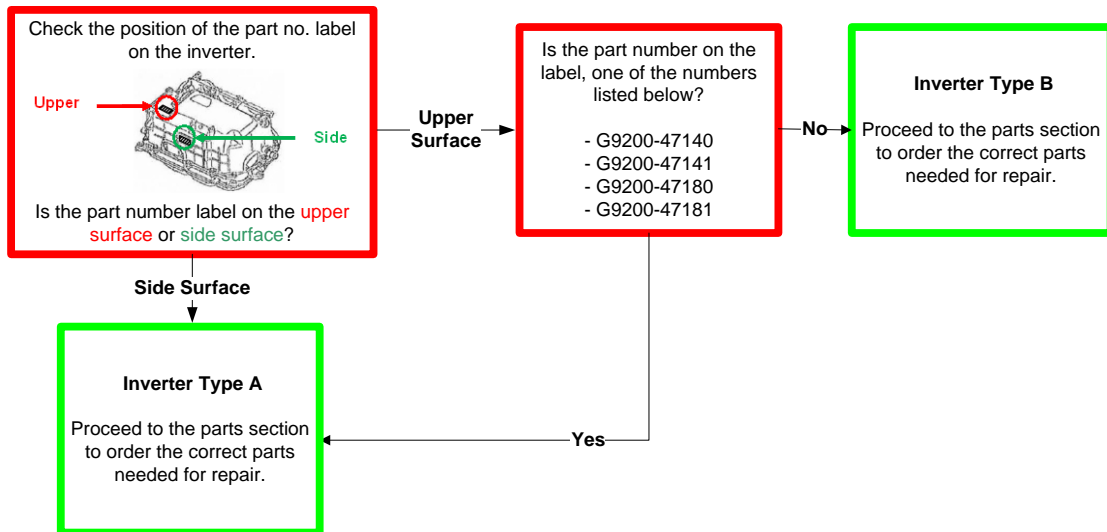 Check the position of the part no. label
on the inverter.
Upper
Side
Is the part number label on the upper
surface or side surface?
Upper
Surface
Is the part number on the
label, one of the numbers
listed below?
- G9200-47140
- G9200-47141
- G9200-47180
- G9200-47181
No
Inverter Type B
Proceed to the parts section
to order the correct parts
needed for repair.
Side Surface
Inverter Type A
Proceed to the parts section
to order the correct parts
needed for repair.
Yes